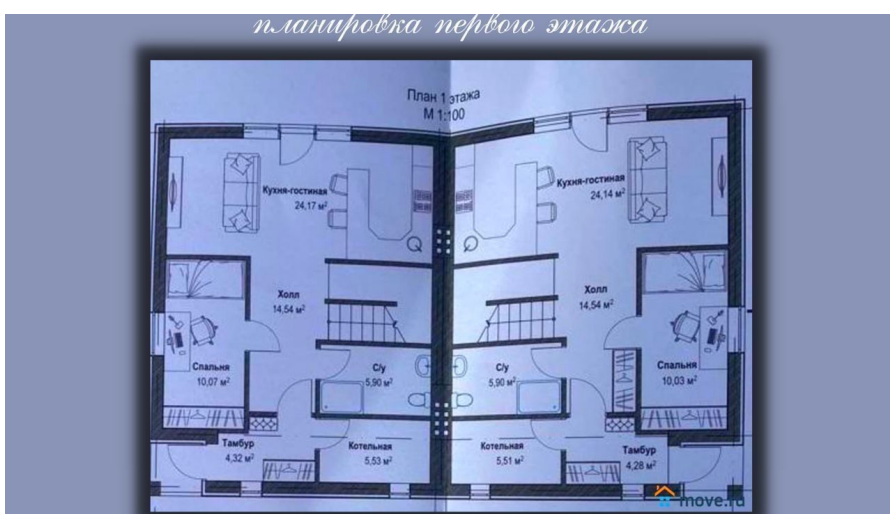 планировка первого этажа
План 1 этажа
М 1:100
Кухня-гостиная
24,17 м²
Кухня-гостиная
24,14 м²
Холл
14,54 м²
Холл
14,54 м²
Спальня
10,07 м²
С/у
5,90 м²
С/у
5,90 м²
Спальня
10,03 м²
Тамбур
4,32 м²
Котельная
5,53 м²
Котельная
5,51 м²
Тамбур
4,28 м²
move.ru